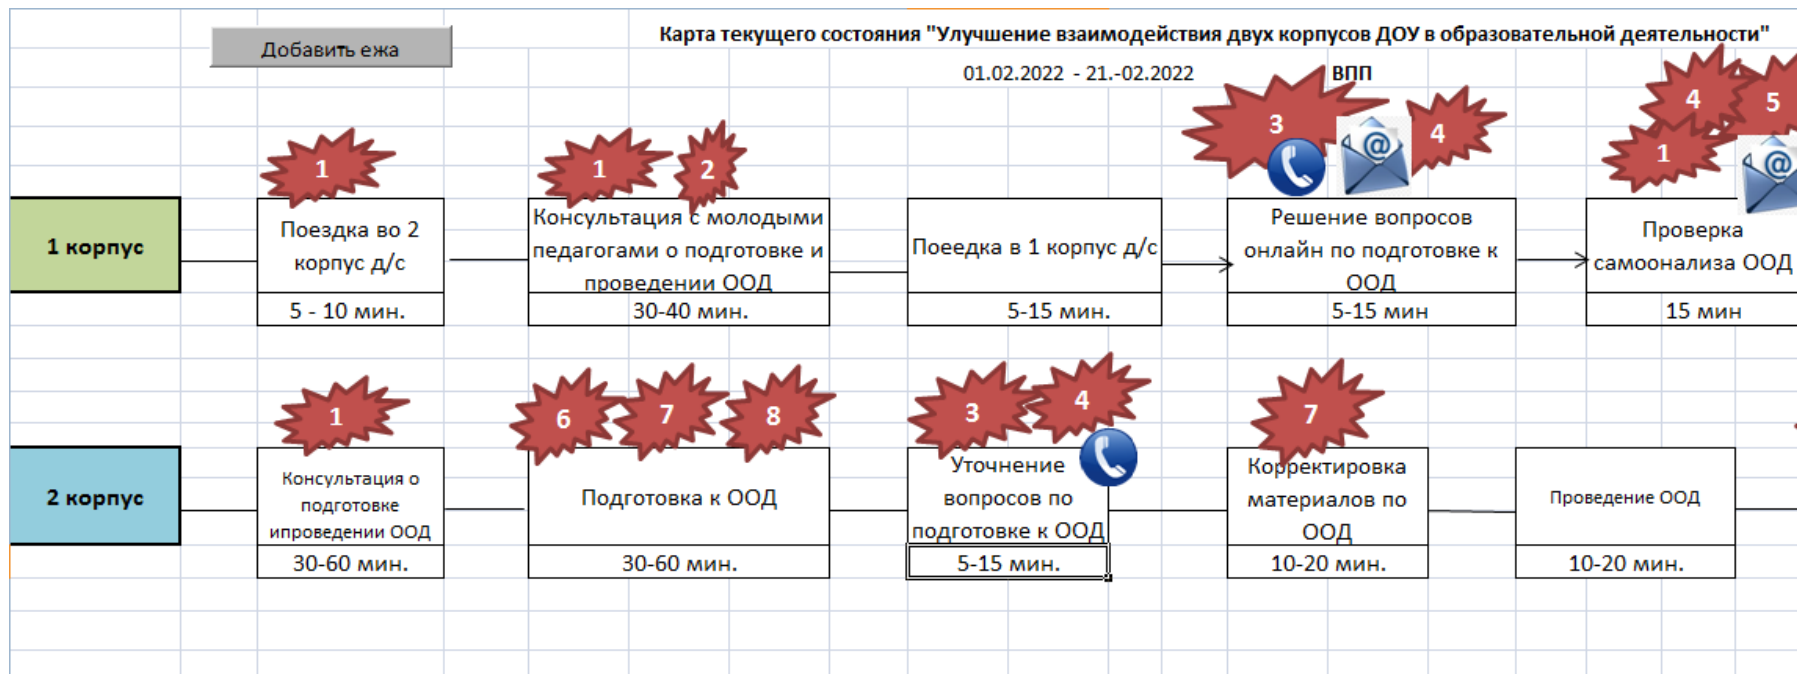 Карта текущего состояния "Улучшение взаимодействия двух корпусов ДОУ в образовательной деятельности"
Добавить ежа
01.02.2022 - 21.-02.2022
ВПП
1
1
2
3
4
4
5
1
1 корпус
Поездка во 2
корпус д/с
5 - 10 мин.
Консультация с молодыми
педагогами о подготовке и
проведении ООД
30-40 мин.
Поеедка в 1 корпус д/с
5-15 мин.
Решение вопросов
онлайн по подготовке к
ООД
5-15 мин
Проверка
самоонализа ООД
15 мин
1
6
7
8
3
4
7
2 корпус
Консультация о
подготовке
ипроведении ООД
30-60 мин.
Подготовка к ООД
30-60 мин.
Уточнение
вопросов по
подготовке к ООД
5-15 мин.
Корректировка
материалов по
ООД
10-20 мин.
Проведение ООД
10-20 мин.